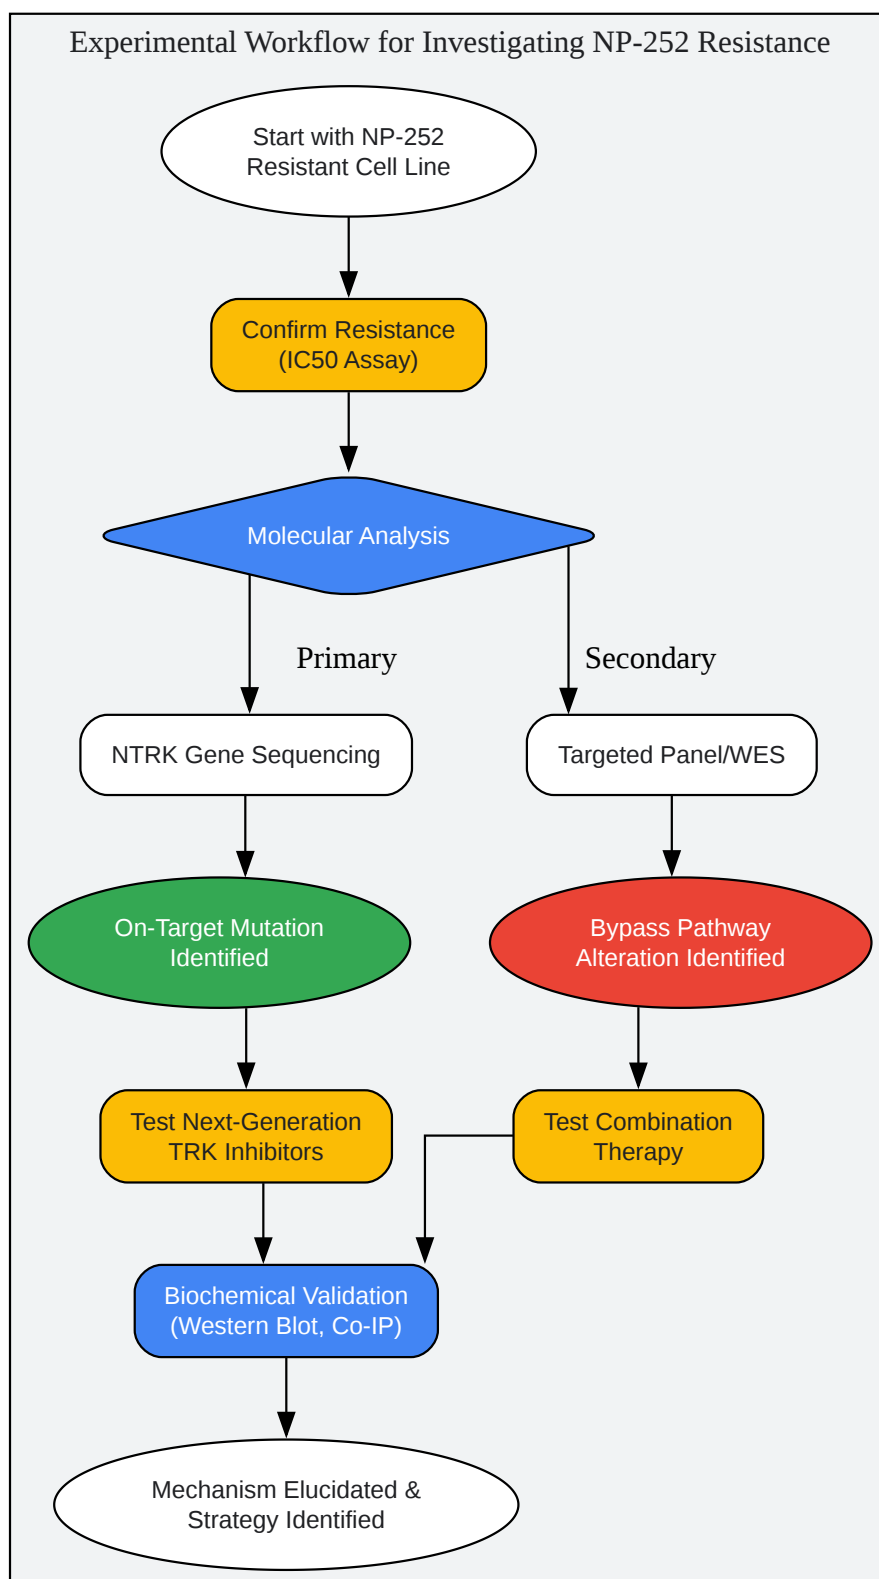 Experimental Workflow for Investigating NP-252 Resistance
Start with NP-252
Resistant Cell Line
Confirm Resistance
(IC50 Assay)
Molecular Analysis
Primary
Secondary
NTRK Gene Sequencing
Targeted Panel/WES
On-Target Mutation
Identified
Bypass Pathway
Alteration Identified
Test Next-Generation
TRK Inhibitors
Test Combination
Therapy
Biochemical Validation
(Western Blot, Co-IP)
Mechanism Elucidated &
Strategy Identified